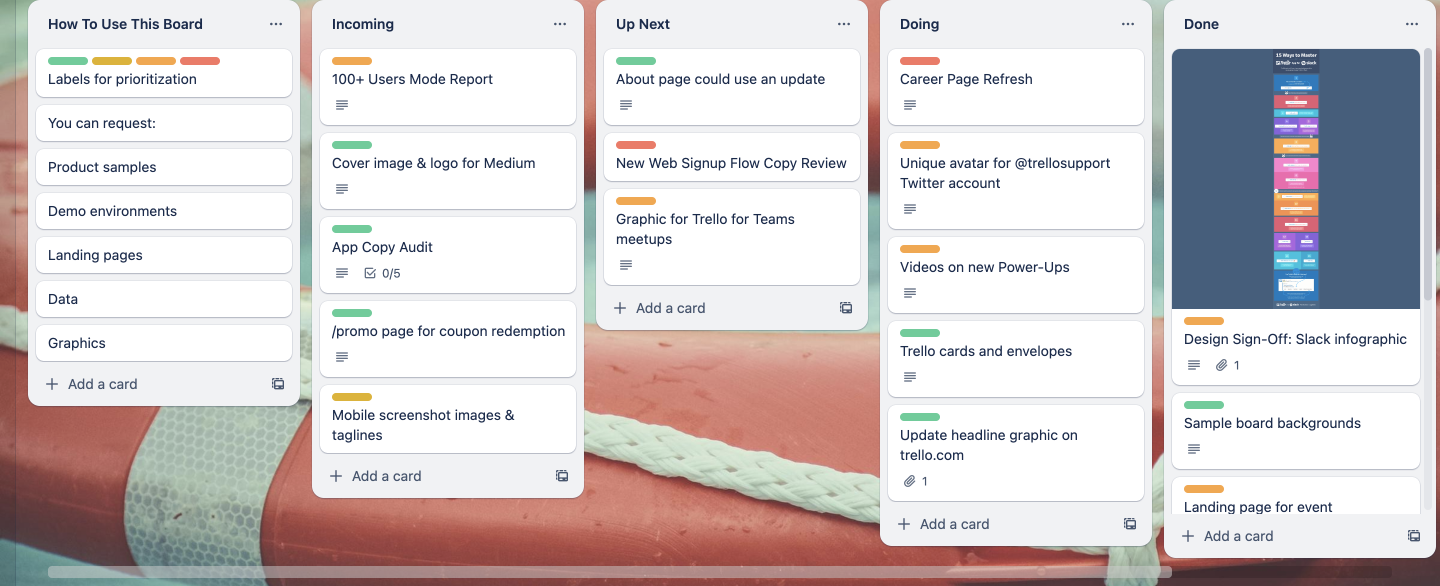 How To Use This Board
Labels for prioritization
You can request:
Product samples
Demo environments
Landing pages
Data
Graphics
Add a card
Incoming
100+ Users Mode Report
Cover image & logo for Medium
App Copy Audit
0/5
/promo page for coupon redemption
Mobile screenshot images &
taglines
Add a card
Up Next
About page could use an update
New Web Signup Flow Copy Review
Graphic for Trello for Teams
meetups
Add a card
Doing
Career Page Refresh
Unique avatar for @trellosupport
Twitter account
Videos on new Power-Ups
Trello cards and envelopes
Update headline graphic on
trello.com
1
Add a card
Done
15 Ways to Master
Design Sign-Off: Slack infographic
1
Sample board backgrounds
Landing page for event
Add a card